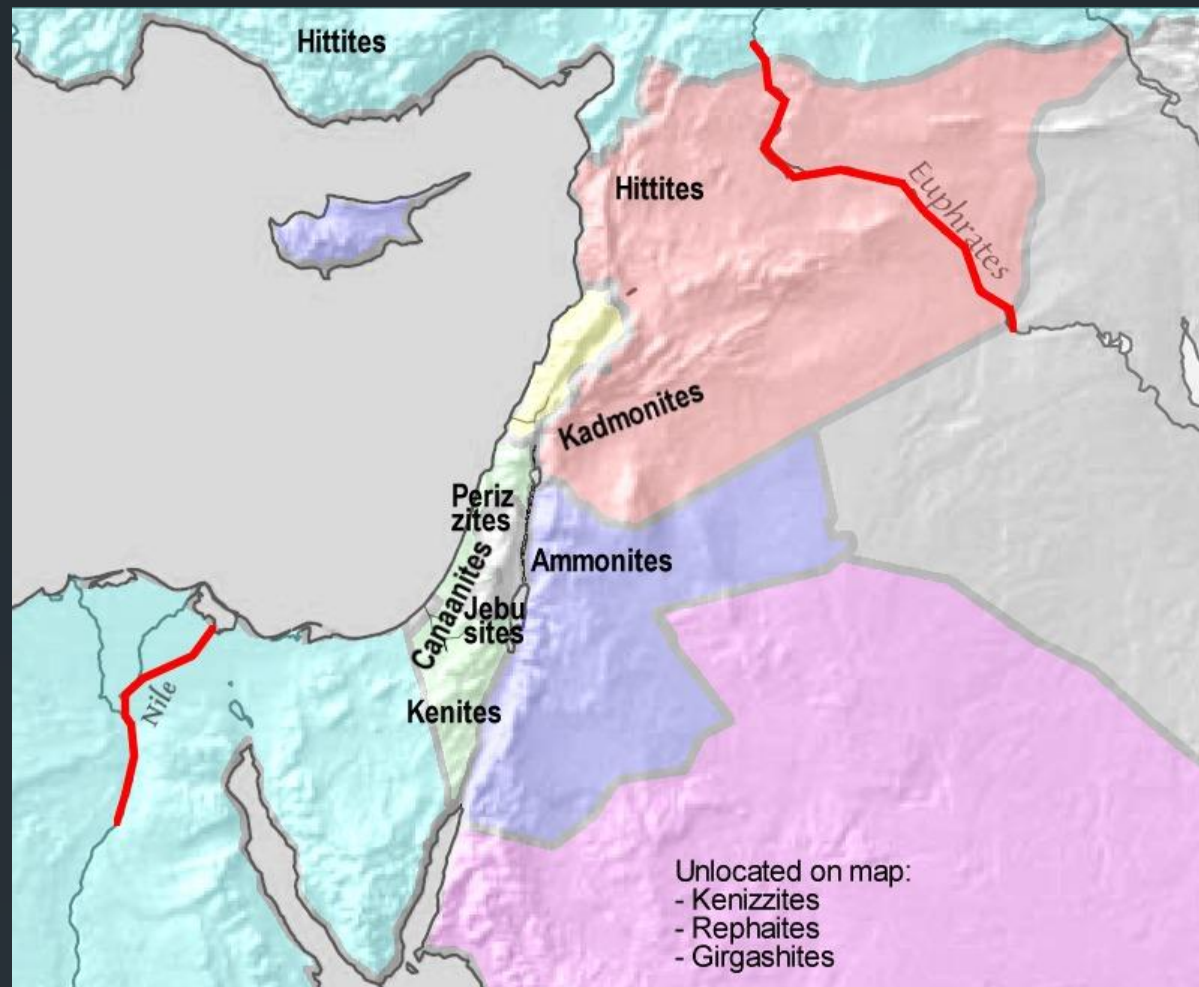 Hittites
Hittites
Euphrates
Kadmonites
Periz
zites
Canaanites
Ammonites
Jebu
sites
Nile
Kenites
Unlocated on map:
- Kenizzites
- Rephaites
- Girgashites